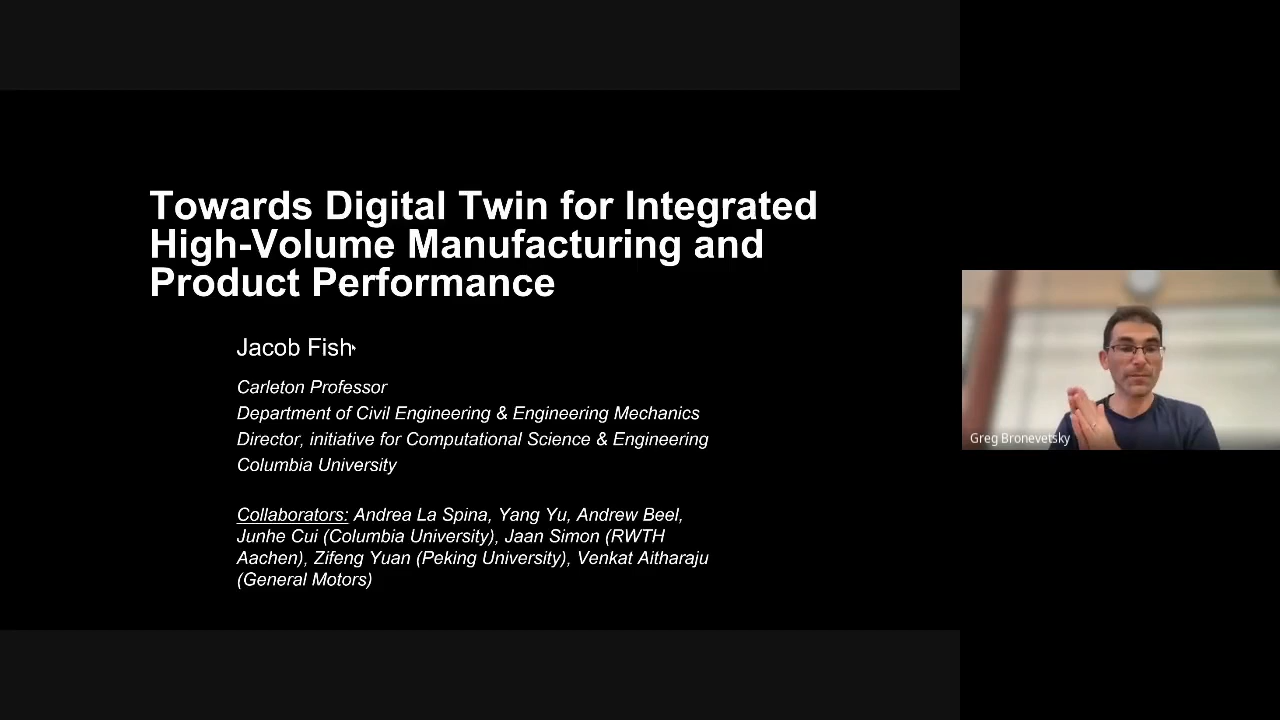 Towards Digital Twin for Integrated
High-Volume Manufacturing and
Product Performance
Jacob Fish
Carleton Professor
Department of Civil Engineering & Engineering Mechanics
Director, initiative for Computational Science & Engineering
Columbia University
Collaborators: Andrea La Spina, Yang Yu, Andrew Beel,
Junhe Cui (Columbia University), Jaan Simon (RWTH
Aachen), Zifeng Yuan (Peking University), Venkat Aitharaju
(General Motors)
Greg Bronevetsky